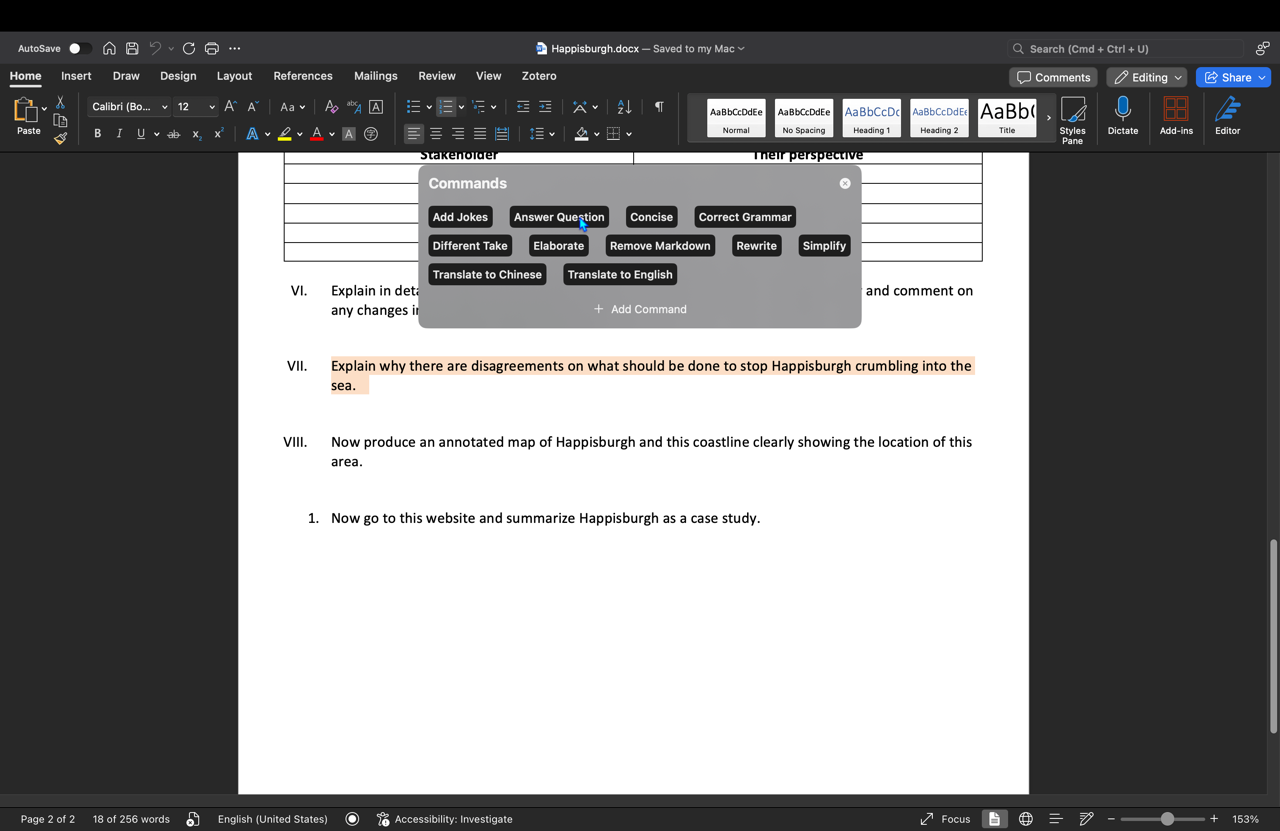 AutoSave
Happisburgh.docx — Saved to my Mac
Search (Cmd + Ctrl + U)
Home Insert Draw Design Layout References Mailings Review View Zotero
Comments Editing Share
Paste
Calibri (Bo... 12
AaBbCcDdEe AaBbCcDdEe AaBbCcDc AaBbCcDdEe AaBb(
Normal No Spacing Heading 1 Heading 2 Title
Styles Pane
Dictate
Add-ins
Editor
Stakeholder Their perspective
Commands
Add Jokes Answer Question Concise Correct Grammar
Different Take Elaborate Remove Markdown Rewrite Simplify
Translate to Chinese Translate to English
+ Add Command
VI. Explain in and comment on
any changes
VII. Explain why there are disagreements on what should be done to stop Happisburgh crumbling into the
sea.
VIII. Now produce an annotated map of Happisburgh and this coastline clearly showing the location of this
area.
1. Now go to this website and summarize Happisburgh as a case study.
Page 2 of 2 18 of 256 words English (United States) Accessibility: Investigate
Focus 153%